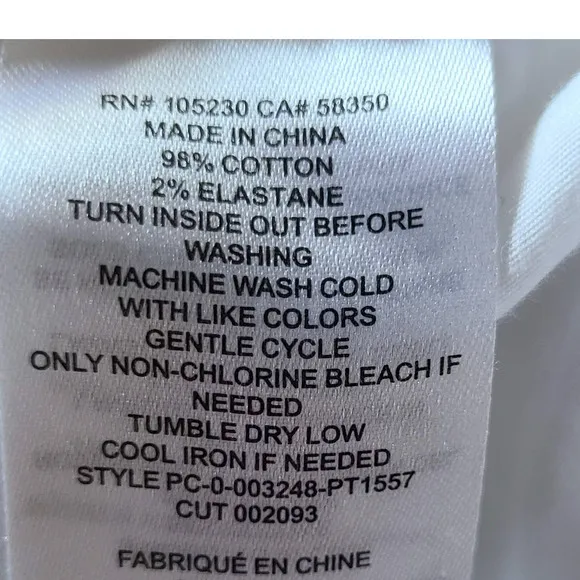 RN# 105230 CA# 58350
MADE IN CHINA
98% COTTON
2% ELASTANE
TURN INSIDE OUT BEFORE
WASHING
MACHINE WASH COLD
WITH LIKE COLORS
GENTLE CYCLE
ONLY NON-CHLORINE BLEACH IF
NEEDED
TUMBLE DRY LOW
COOL IRON IF NEEDED
STYLE PC-0-003248-PT1557
CUT 002093
FABRIQUÉ EN CHINE